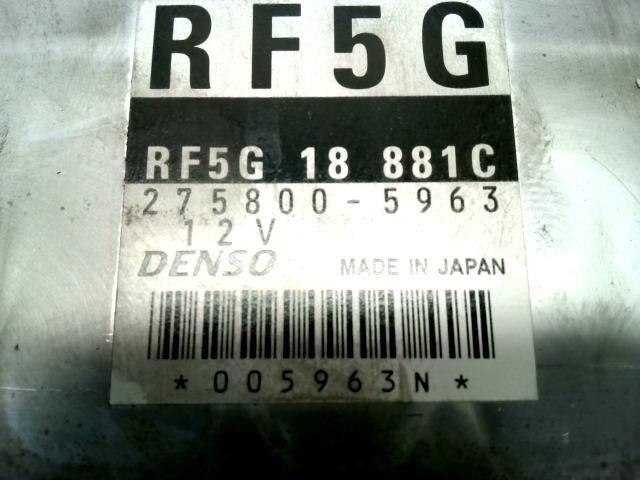 RF5G
RF5G 18 881C
275800-5963
12V
DENSO MADE IN JAPAN
*005963N*